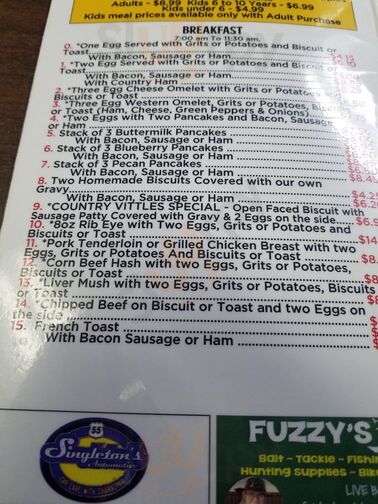 Adults - $8.99 Kids 6 to 10 Years - $6.99
Kids under 6 - $4.99
Kids meal prices available only with Adult Purchase
BREAKFAST
7:00 am To 11:30 am.
0. *One Egg Served with Grits or Potatoes and Biscuit or
Toast
With Bacon, Sausage or Ham
1. *Two Egg Served with Grits or Potatoes and Biscuit or
Toast
With Bacon, Sausage or Ham
With Country Ham
2. *Three Egg Cheese Omelet with Grits or Potatoes and
Biscuits or Toast
3. *Three Egg Western Omelet, Grits or Potatoes,
or Toast (Ham, Cheese, Green Peppers & Onions)
4. *Two Eggs with Two Pancakes and Bacon, Sausage
or Ham
5. Stack of 3 Buttermilk Pancakes
With Bacon, Sausage or Ham
6. Stack of 3 Blueberry Pancakes
With Bacon, Sausage or Ham
7. Stack of 3 Pecan Pancakes
With Bacon, Sausage or Ham
8. Two Homemade Biscuits Covered with our own
Gravy
With Bacon, Sausage or Ham
9. *COUNTRY VITTLES SPECIAL - Open Faced Biscuit with
Sausage Patty Covered with Gravy & 2 Eggs on the side
10. *8oz Rib Eye with Two Eggs, Grits or Potatoes and
Biscuits or Toast
11. *Pork Tenderloin or Grilled Chicken Breast with two
Eggs, Grits or Potatoes And Biscuits or Toast
12. *Corn Beef Hash with two Eggs, Grits or Potatoes,
Biscuits or Toast
13. *Liver Mush with two Eggs, Grits or Potatoes, Biscuits
or Toast
14. *Chipped Beef on Biscuit or Toast and two Eggs on
the side
15. French Toast
With Bacon Sausage or Ham
55
Singleton's
Automotive
CAR CARE WITH CHARACTER
FUZZY'S
Bait - Tackle - Fishin
Hunting Supplies - Bik
LIVE B